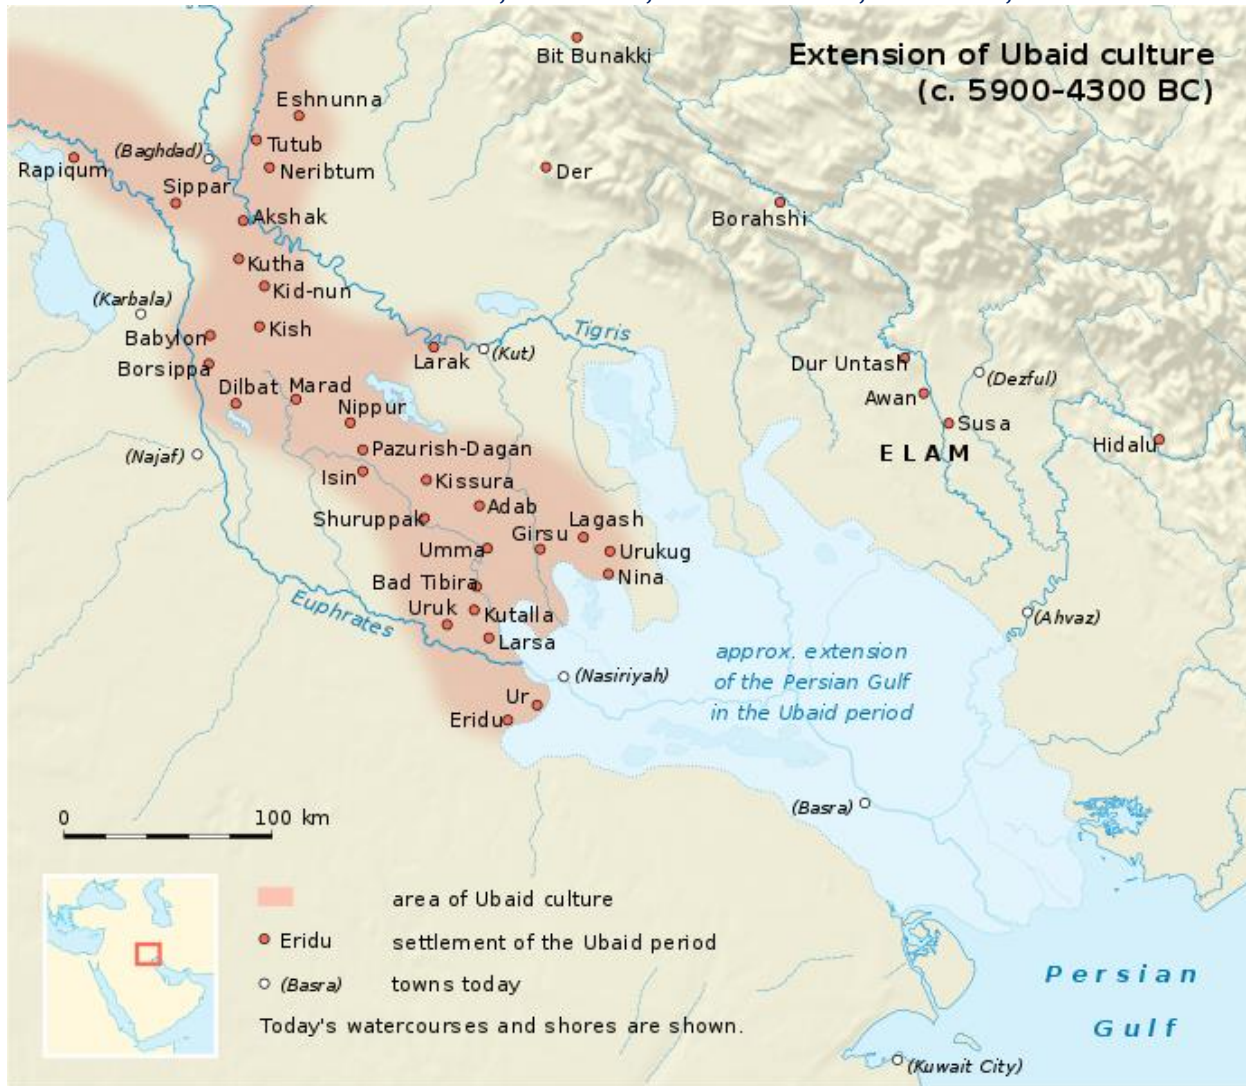 Extension of Ubaid culture
(c. 5900–4300 BC)
Bit Bunakki
Eshnunna
Tutub
(Baghdad)
Neribtum
Rapiqum
Sippar
Der
Akshak
Borahshi
Kutha
Kid-nun
(Karbala)
Kish
Babylon
Tigris
(Kut)
Larak
Borsippa
Dur Untash
(Dezful)
Dilbat
Marad
Nippur
Awan
Susa
Pazurish-Dagan
(Najaf)
ELAM
Hidalu
Isin
Kissura
Adab
Shuruppak
Lagash
Girsu
Umma
Urukug
Nina
Bad Tibira
Uruk
Kutalla
Euphrates
Larsa
(Ahvaz)
approx. extension
of the Persian Gulf
in the Ubaid period
(Nasiriyah)
Ur
Eridu
(Basra)
0 100 km
area of Ubaid culture
Eridu settlement of the Ubaid period
(Basra) towns today
Today's watercourses and shores are shown.
Persian
Gulf
(Kuwait City)